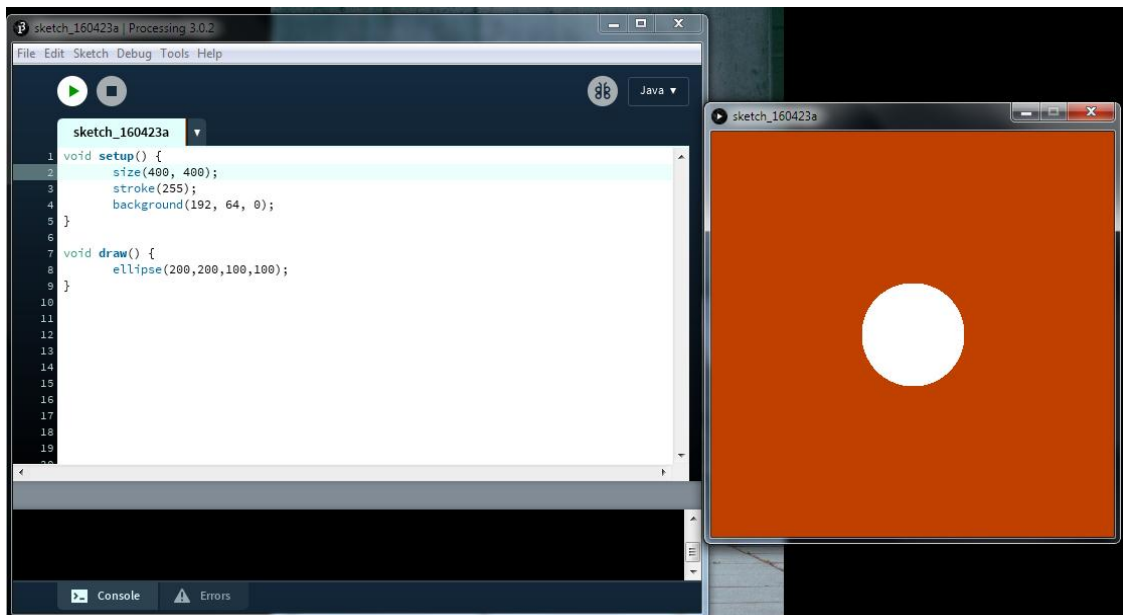 sketch_160423a | Processing 3.0.2
File Edit Sketch Debug Tools Help
Java ▼
sketch_160423a ▼
1 void setup() {
2 size(400, 400);
3 stroke(255);
4 background(192, 64, 0);
5 }
6
7 void draw() {
8 ellipse(200,200,100,100);
9 }
10
11
12
13
14
15
16
17
18
19
Console Errors
sketch_160423a